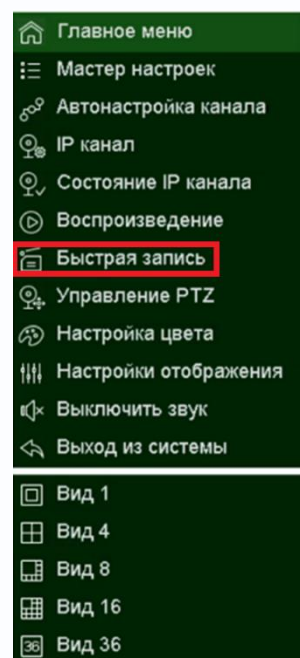 Главное меню
Мастер настроек
Автонастройка канала
IP канал
Состояние IP канала
Воспроизведение
Быстрая запись
Управление PTZ
Настройка цвета
Настройки отображения
Выключить звук
Выход из системы
Вид 1
Вид 4
Вид 8
Вид 16
36 Вид 36